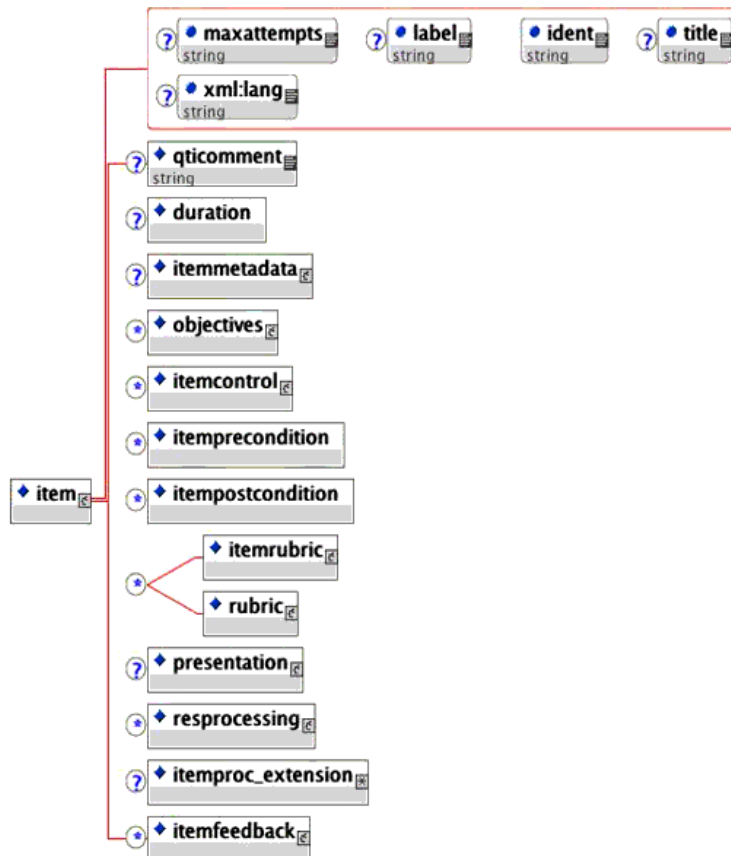 ? maxattempts ? label ident ? title
string string string string
? xml:lang
string
? qticomment
string
? duration
? itemmetadata
* objectives
* itemcontrol
* itemprecondition
item * itempostcondition
itemrubric
*
rubric
? presentation
* resprocessing
? itemproc_extension
* itemfeedback